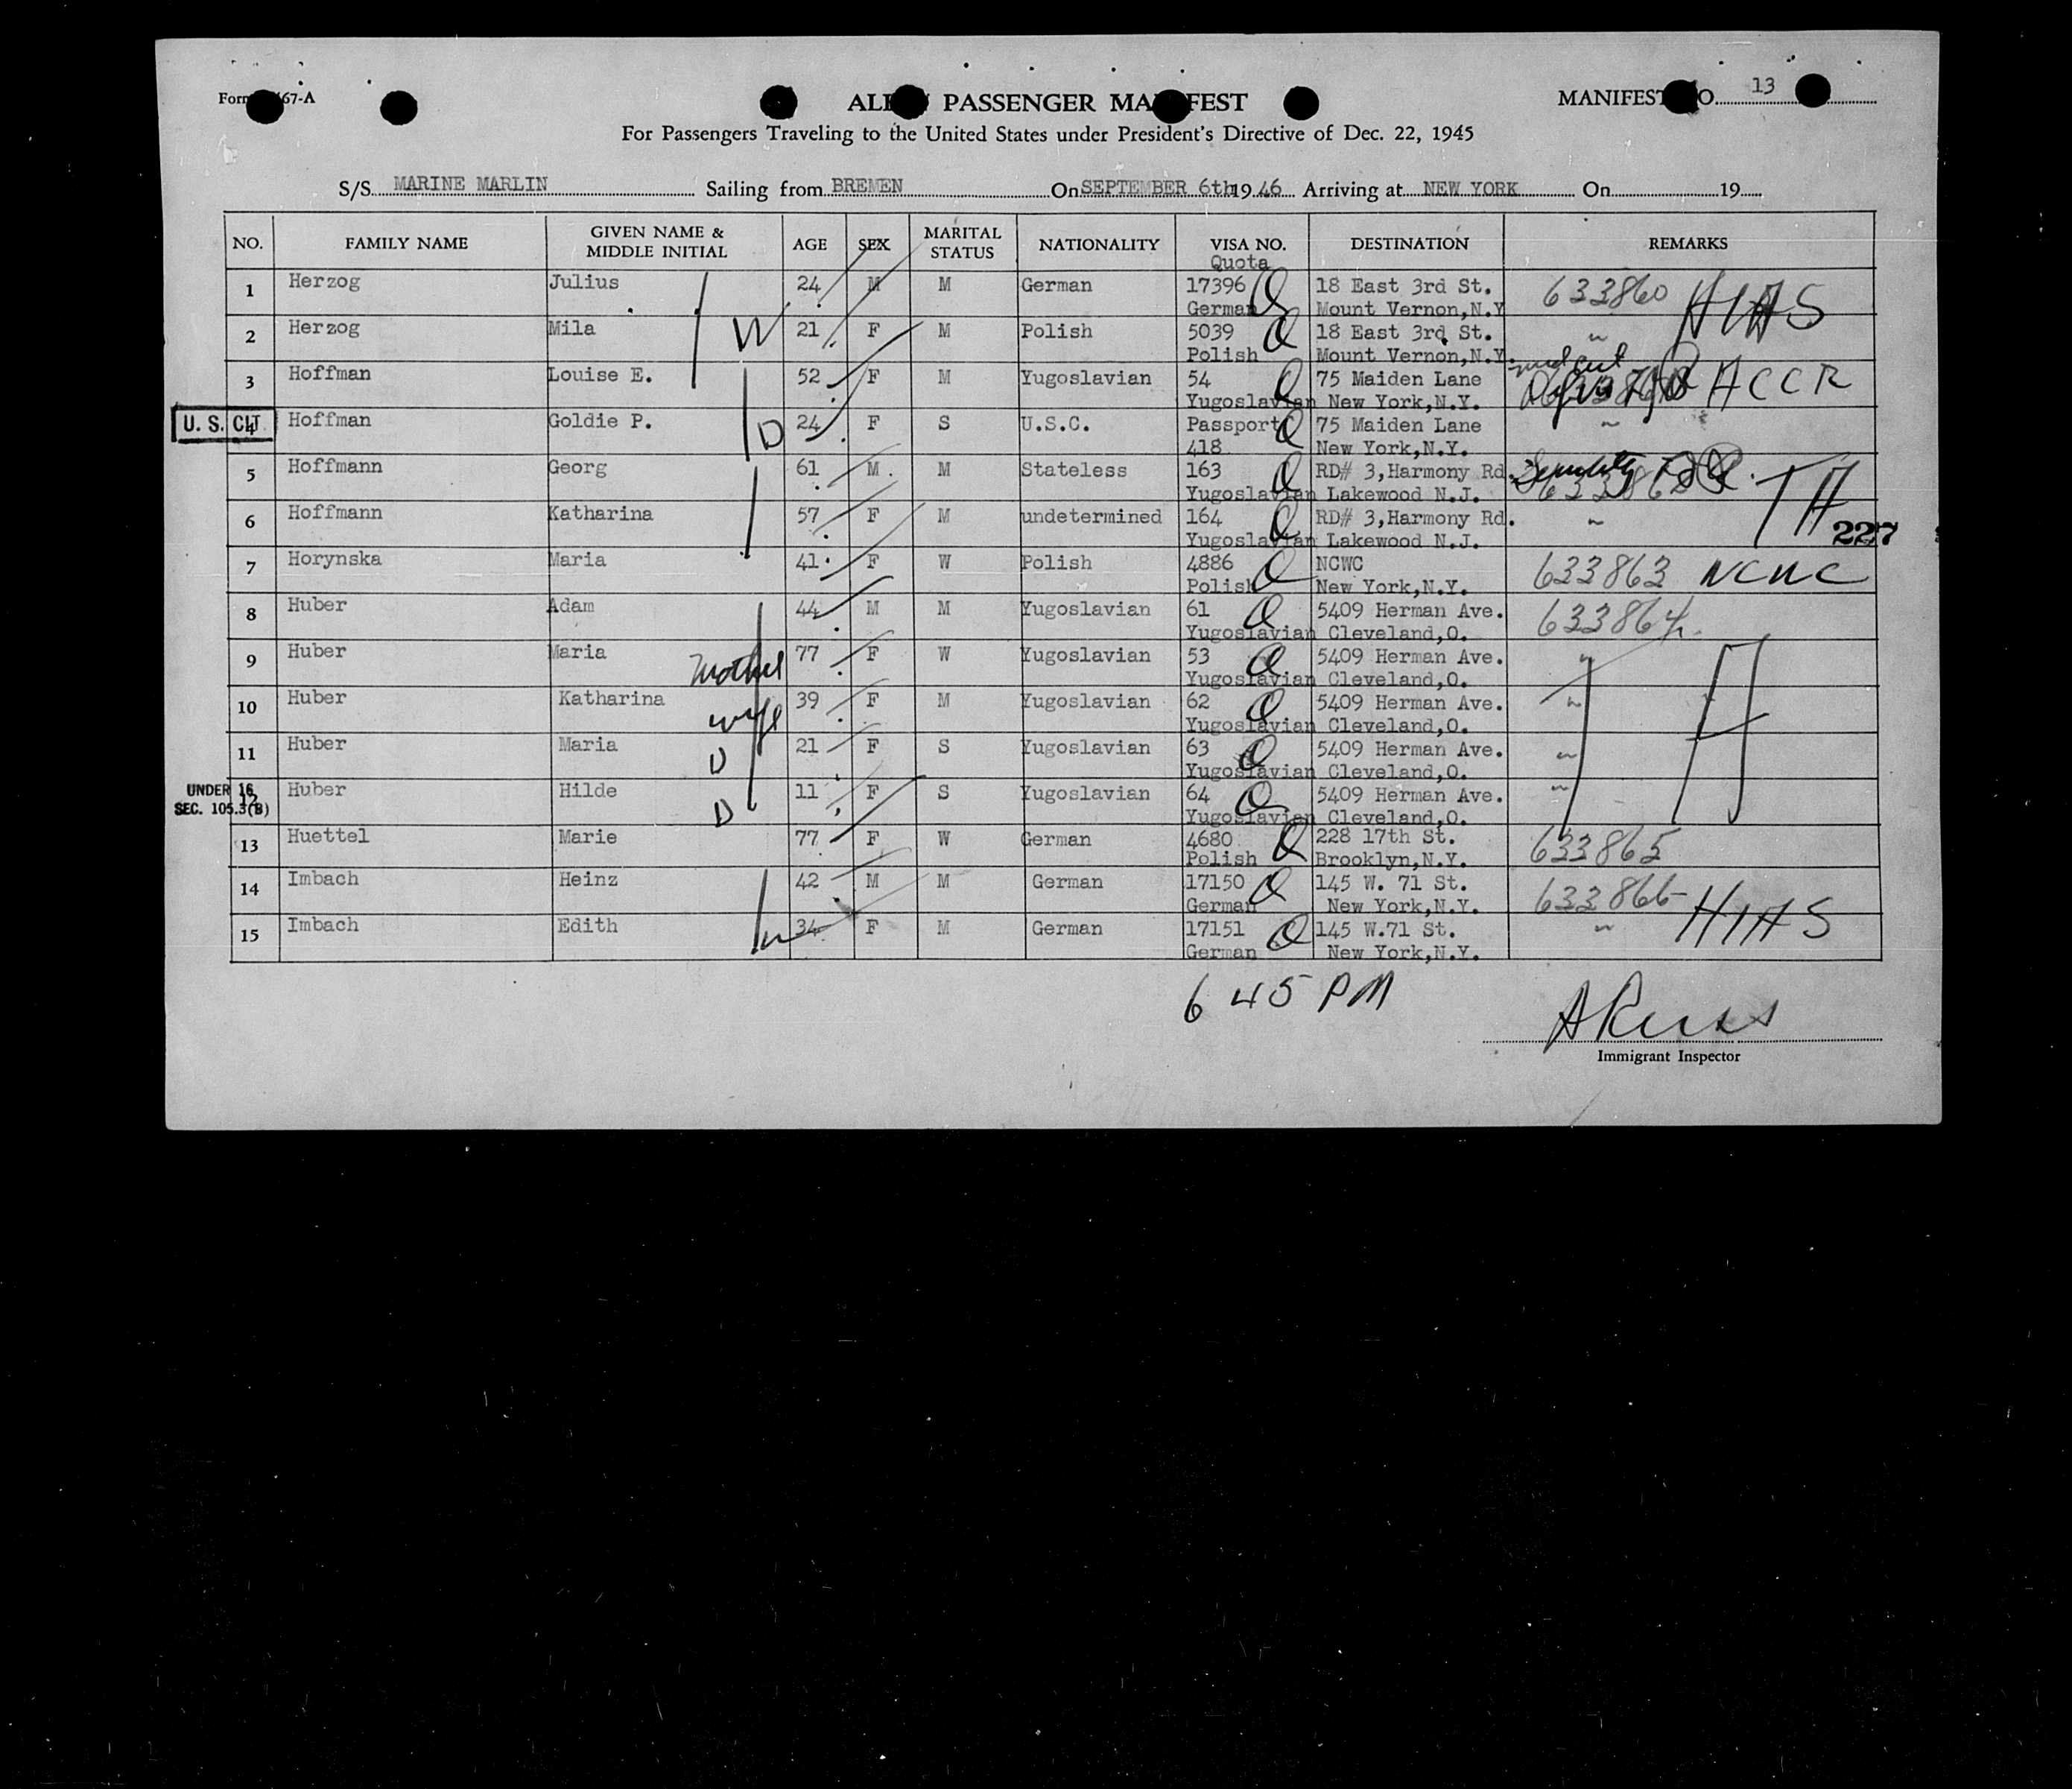 MANIFEST NO. 13
ALIEN PASSENGER MANIFEST
For Passengers Traveling to the United States under President's Directive of Dec. 22, 1945
S/S MARINE MARLIN Sailing from BREMEN On SEPTEMBER 6th 19 46 Arriving at NEW YORK On 19
NO. FAMILY NAME GIVEN NAME & MIDDLE INITIAL AGE SEX MARITAL STATUS NATIONALITY VISA NO. Quota DESTINATION REMARKS
1 Herzog Julius 24 M M German 17396 18 East 3rd St. 633860 HIAS
German Mount Vernon,N.Y
2 Herzog Mila W 21 F M Polish 5039 18 East 3rd St. "
Polish Mount Vernon,N.Y.
3 Hoffman Louise E. 52 F M Yugoslavian 54 75 Maiden Lane ACCR
Yugoslavian New York,N.Y.
U. S. CIT 4 Hoffman Goldie P. D 24 F S U.S.C. Passport 75 Maiden Lane "
418 New York,N.Y.
5 Hoffmann Georg 61 M M Stateless 163 RD# 3,Harmony Rd.
Yugoslavian Lakewood N.J.
6 Hoffmann Katharina 57 F M undetermined 164 RD# 3,Harmony Rd. " 227
Yugoslavian Lakewood N.J.
7 Horynska Maria 41 F W Polish 4886 NCWC 633863 NCWC
Polish New York,N.Y.
8 Huber Adam 44 M M Yugoslavian 61 5409 Herman Ave. 633864
Yugoslavian Cleveland,O.
9 Huber Maria Mother 77 F W Yugoslavian 53 5409 Herman Ave. "
Yugoslavian Cleveland,O.
10 Huber Katharina wife 39 F M Yugoslavian 62 5409 Herman Ave. "
Yugoslavian Cleveland,O.
11 Huber Maria D 21 F S Yugoslavian 63 5409 Herman Ave. "
Yugoslavian Cleveland,O.
UNDER 16 SEC. 105.3(B) 12 Huber Hilde D 11 F S Yugoslavian 64 5409 Herman Ave. "
Yugoslavian Cleveland,O.
13 Huettel Marie 77 F W German 4680 228 17th St. 633865
Polish Brooklyn,N.Y.
14 Imbach Heinz 42 M M German 17150 145 W. 71 St. 633866
German New York,N.Y.
15 Imbach Edith W 34 F M German 17151 145 W.71 St. " HIAS
German New York,N.Y.
6 45 PM
Immigrant Inspector